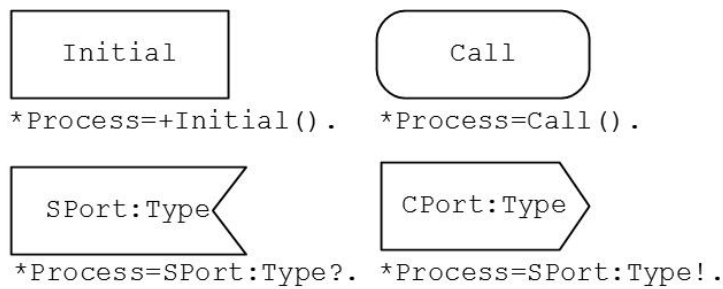 Initial
Call
*Process=+Initial().
*Process=Call().
SPort:Type
CPort:Type
*Process=SPort:Type?.
*Process=SPort:Type!.